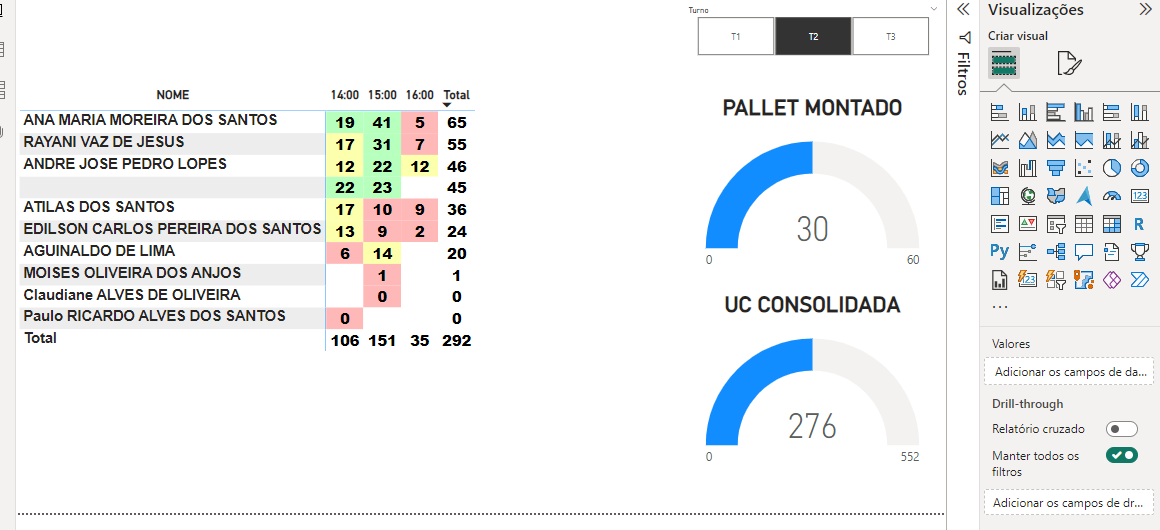 Turno
T1 T2 T3
NOME 14:00 15:00 16:00 Total
ANA MARIA MOREIRA DOS SANTOS 19 41 5 65
RAYANI VAZ DE JESUS 17 31 7 55
ANDRE JOSE PEDRO LOPES 12 22 12 46
22 23 45
ATILAS DOS SANTOS 17 10 9 36
EDILSON CARLOS PEREIRA DOS SANTOS 13 9 2 24
AGUINALDO DE LIMA 6 14 20
MOISES OLIVEIRA DOS ANJOS 1 1
Claudiane ALVES DE OLIVEIRA 0 0
Paulo RICARDO ALVES DOS SANTOS 0 0
Total 106 151 35 292
PALLET MONTADO
30
0 60
UC CONSOLIDADA
276
0 552
Filtros
Visualizações
Criar visual
123
R
Py
123
...
Valores
Adicionar os campos de da...
Drill-through
Relatório cruzado
Manter todos os
filtros
Adicionar os campos de dr...